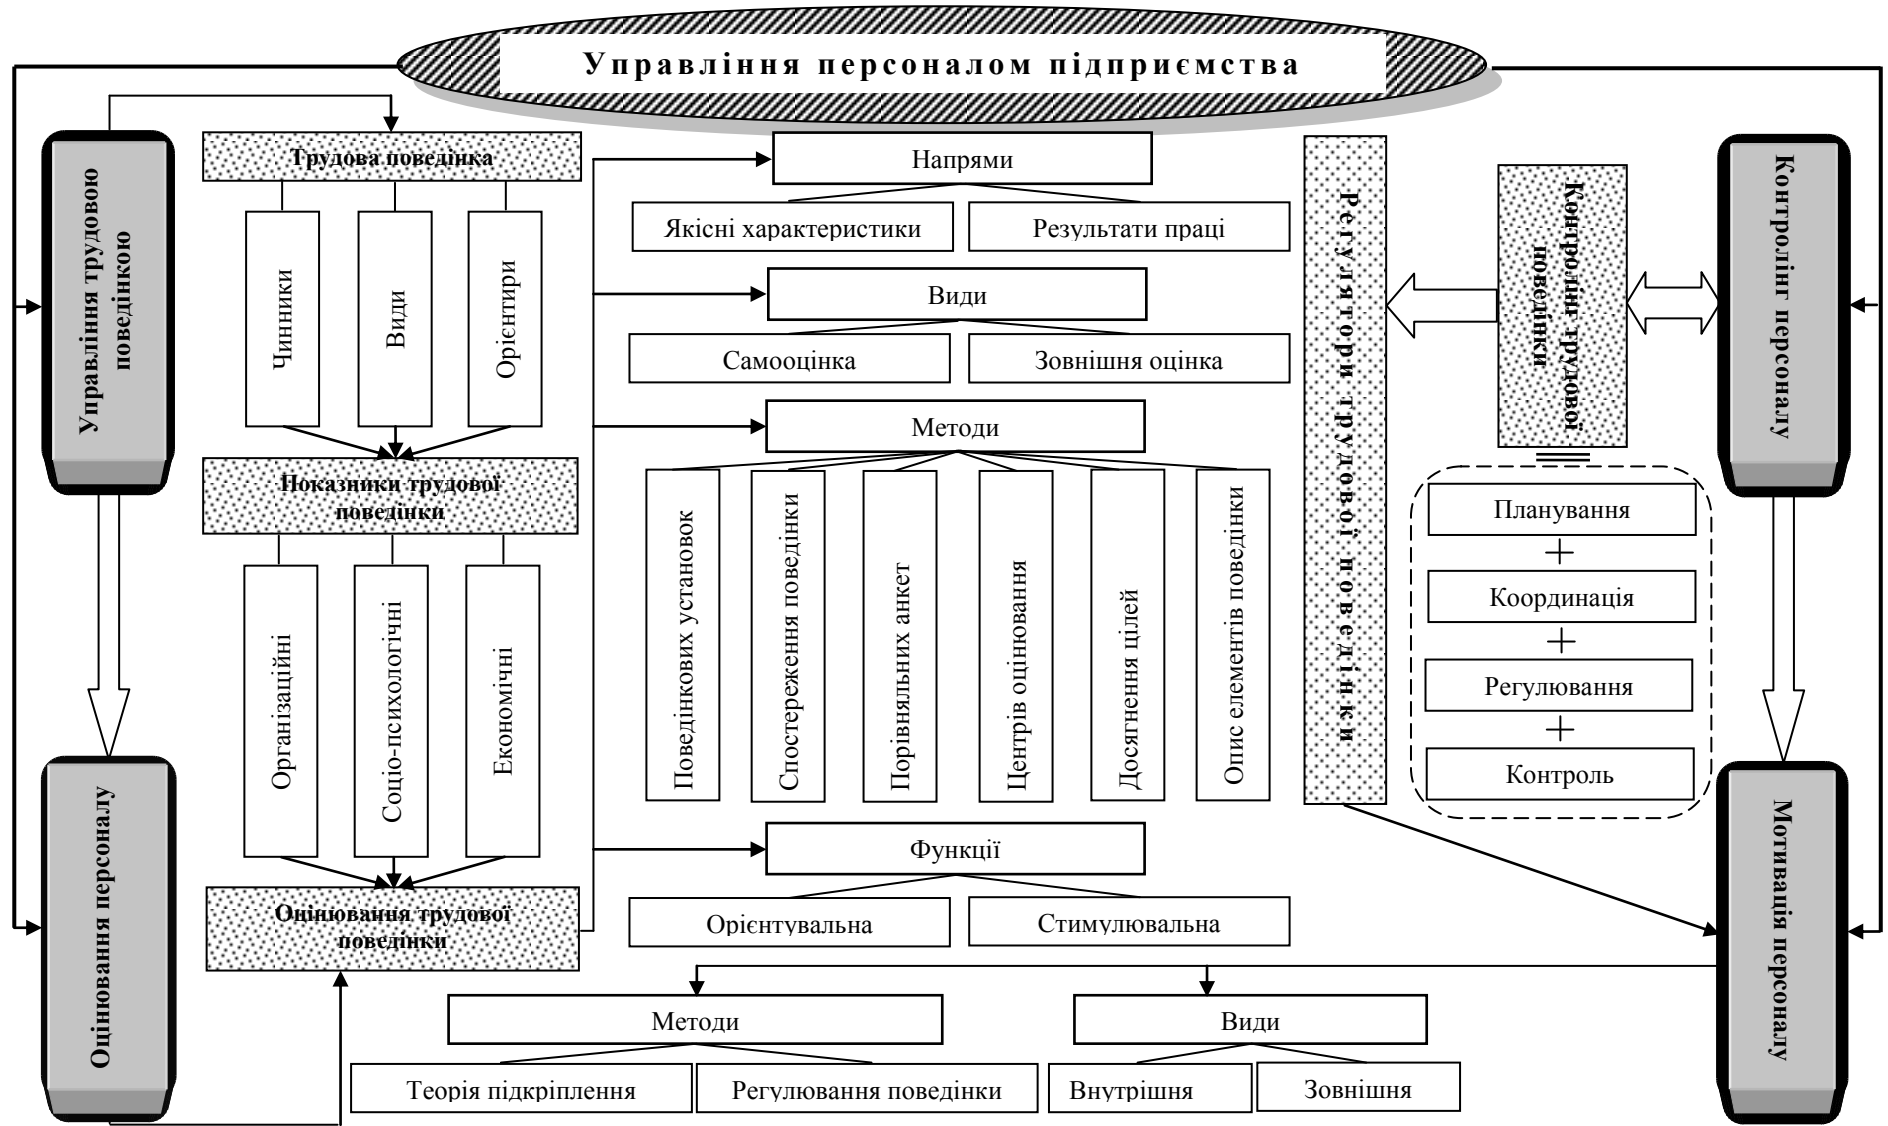 Управління персоналом підприємства
Управління трудовою
поведінкою
Трудова поведінка
Чинники
Види
Орієнтири
Показники трудової
поведінки
Організаційні
Соціо-психологічні
Економічні
Оцінювання трудової
поведінки
Оцінювання персоналу
Напрями
Якісні характеристики
Результати праці
Види
Самооцінка
Зовнішня оцінка
Методи
Поведінкових установок
Спостереження поведінки
Порівняльних анкет
Центрів оцінювання
Досягнення цілей
Опис елементів поведінки
Функції
Орієнтувальна
Стимулювальна
Регулятори трудової поведінки
Контролінг трудової
поведінки
Контролінг персоналу
Планування
+
Координація
+
Регулювання
+
Контроль
Мотивація персоналу
Методи
Теорія підкріплення
Регулювання поведінки
Види
Внутрішня
Зовнішня